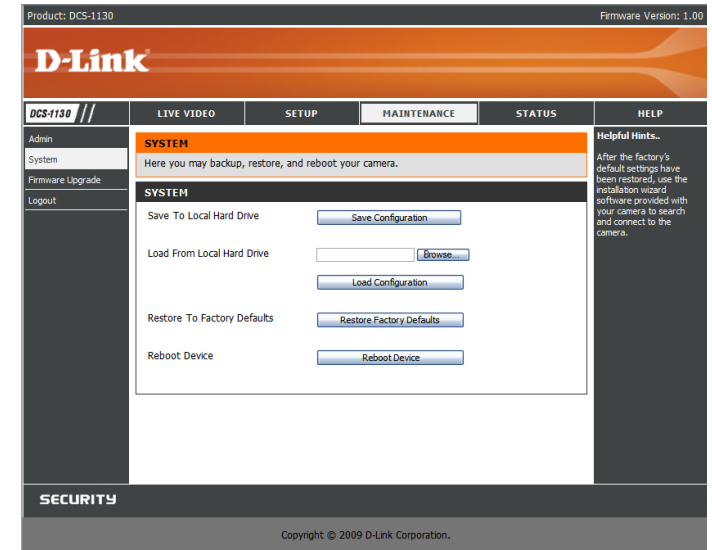 Product: DCS-1130
Firmware Version: 1.00
D-Link
DCS-1130 //
LIVE VIDEO
SETUP
MAINTENANCE
STATUS
HELP
Admin
System
Firmware Upgrade
Logout
SYSTEM
Here you may backup, restore, and reboot your camera.
SYSTEM
Save To Local Hard Drive
Save Configuration
Load From Local Hard Drive
Browse...
Load Configuration
Restore To Factory Defaults
Restore Factory Defaults
Reboot Device
Reboot Device
Helpful Hints..
After the factory's
default settings have
been restored, use the
installation wizard
software provided with
your camera to search
and connect to the
camera.
SECURITY
Copyright © 2009 D-Link Corporation.